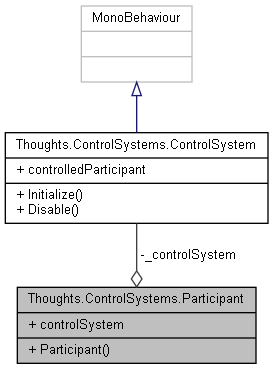 MonoBehaviour
Thoughts.ControlSystems.ControlSystem
+ controlledParticipant
+ Initialize()
+ Disable()
-_controlSystem
Thoughts.ControlSystems.Participant
+ controlSystem
+ Participant()